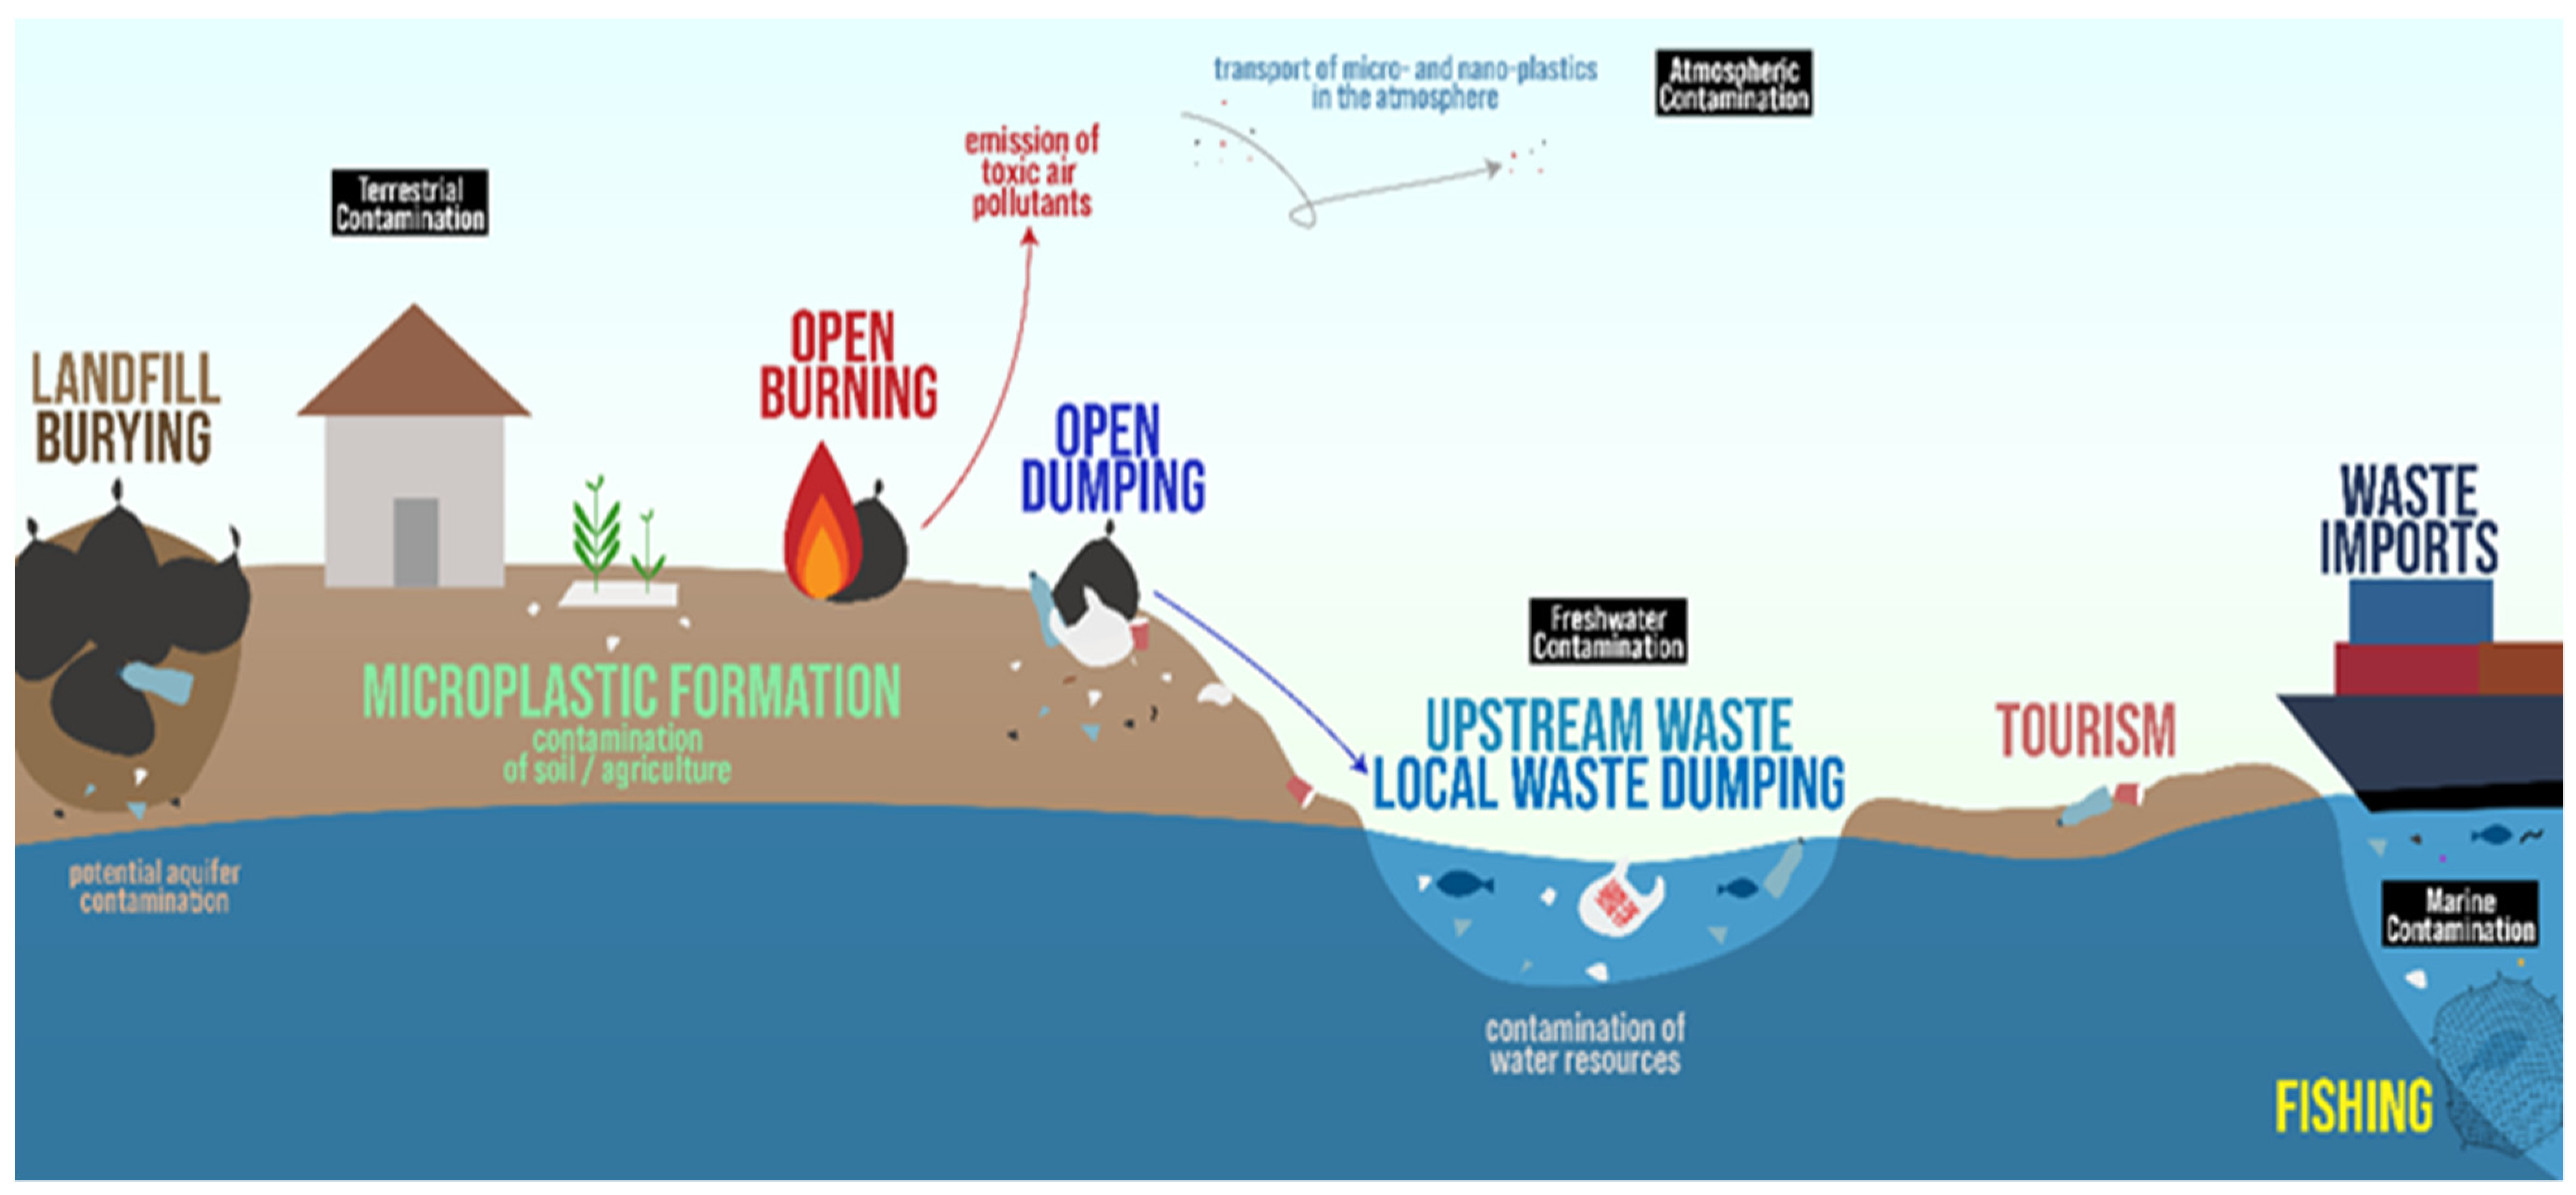 transport of micro- and nano-plastics
in the atmosphere
Atmospheric
Contamination
emission of
toxic air
pollutants
Terrestrial
Contamination
OPEN
BURNING
LANDFILL
BURYING
OPEN
DUMPING
WASTE
IMPORTS
Freshwater
Contamination
MICROPLASTIC FORMATION
contamination
of soil / agriculture
UPSTREAM WASTE
LOCAL WASTE DUMPING
TOURISM
potential aquifer
contamination
Marine
Contamination
contamination of
water resources
FISHING